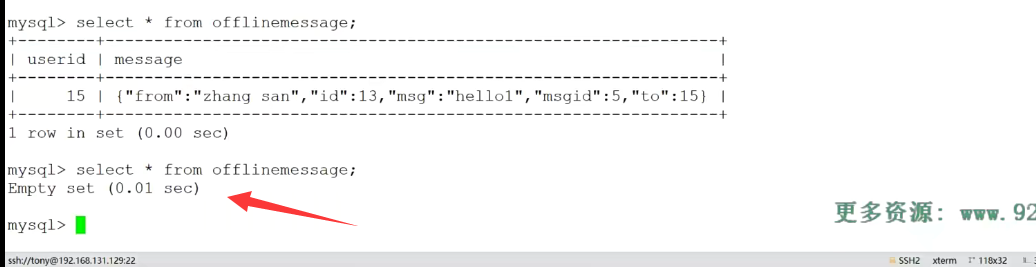 mysql> select * from offlinemessage;
+--------+----------------------------------------------------------------+
| userid | message                                                        |
+--------+----------------------------------------------------------------+
|     15 | {"from":"zhang san","id":13,"msg":"hello1","msgid":5,"to":15} |
+--------+----------------------------------------------------------------+
1 row in set (0.00 sec)
mysql> select * from offlinemessage;
Empty set (0.01 sec)
更多资源: www.92
mysql>
ssh://tony@192.168.131.129:22 SSH2 xterm 118x32